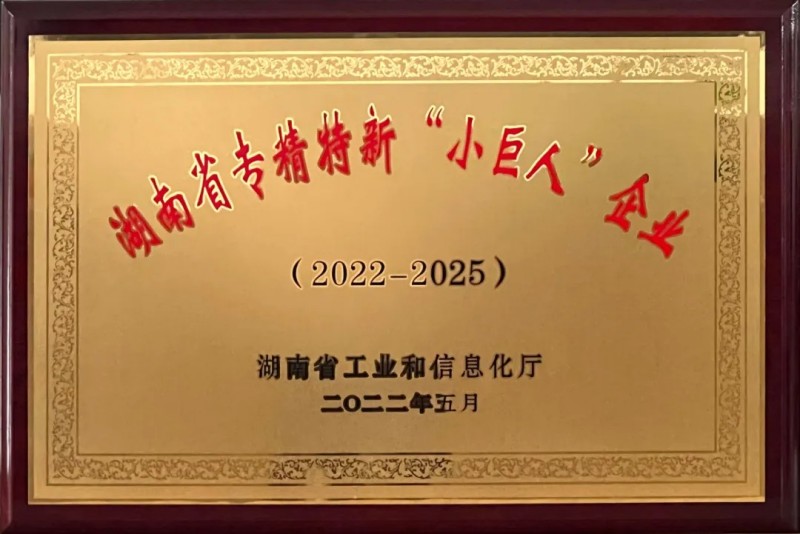 湖南省专精特新“小巨人”企业
（2022-2025）
湖南省工业和信息化厅
二〇二二年五月